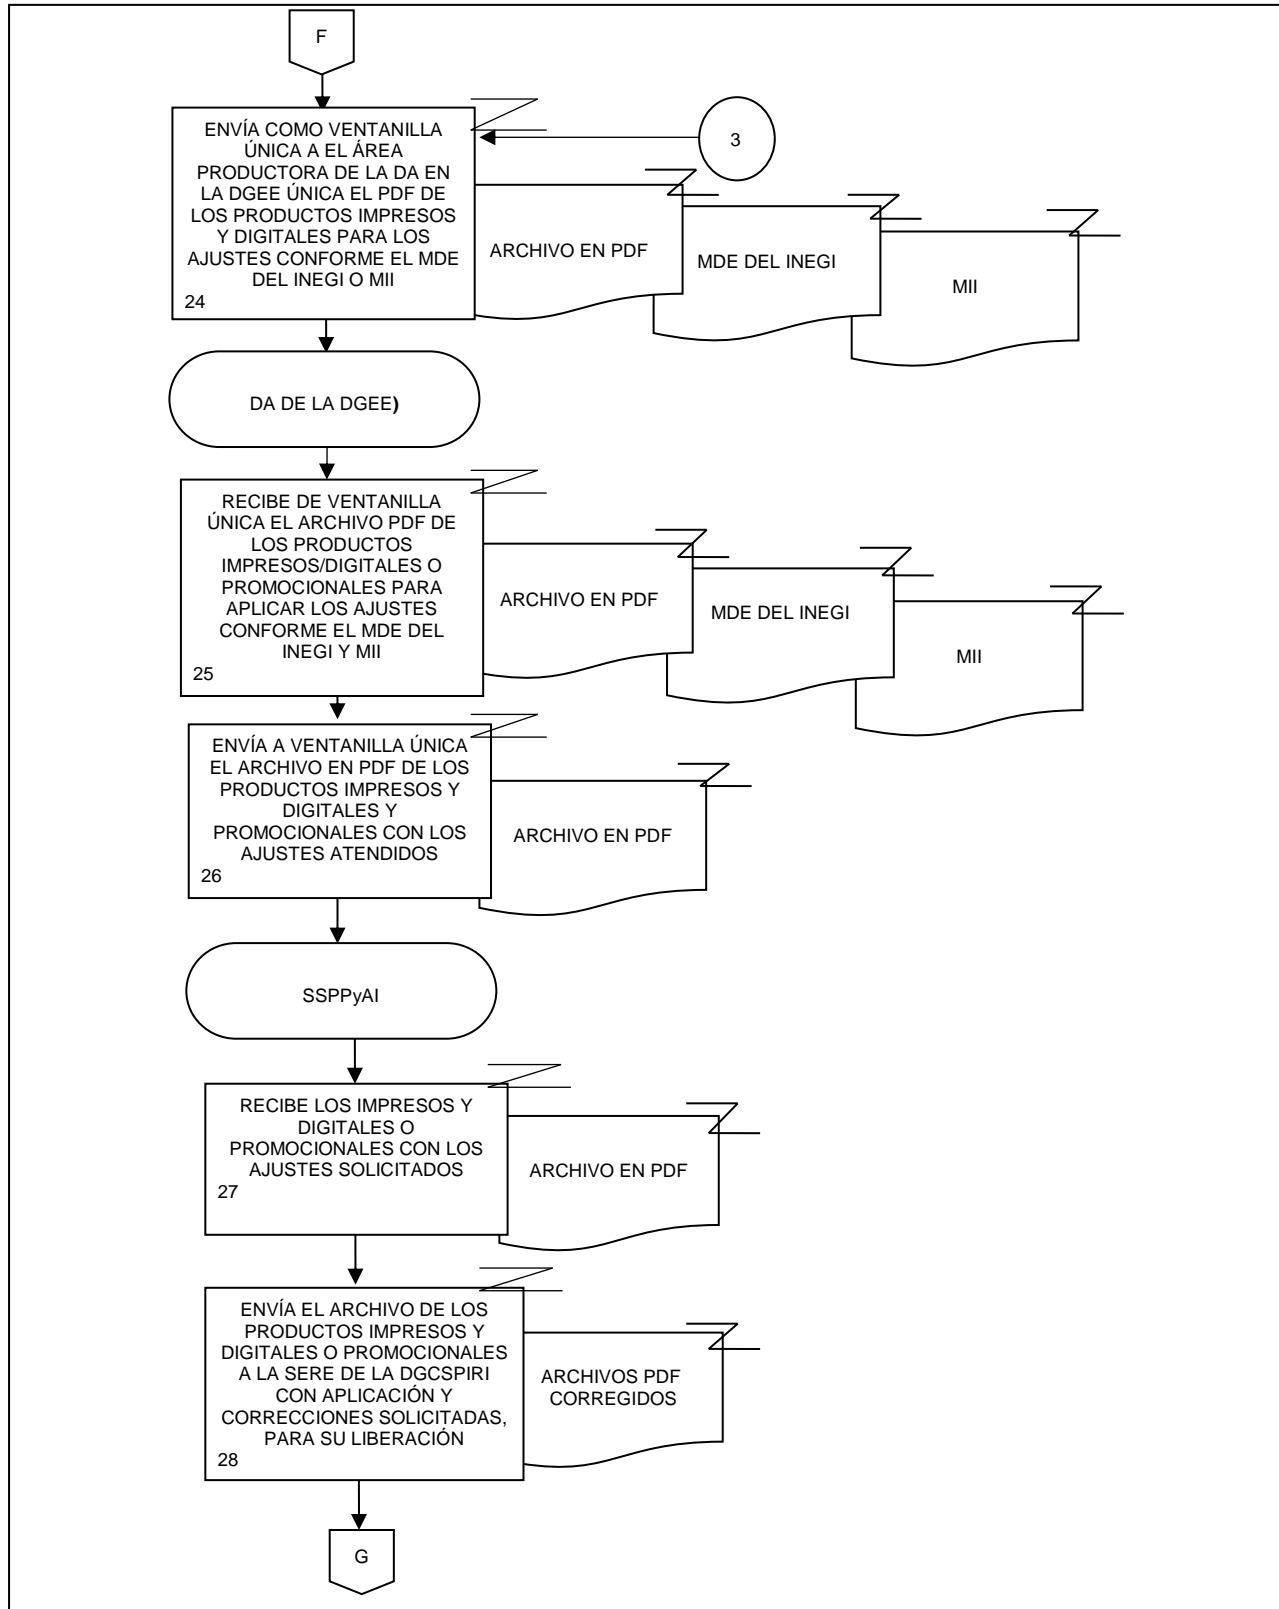 F
ENVÍA COMO VENTANILLA
ÚNICA A EL ÁREA
PRODUCTORA DE LA DA EN
LA DGEE ÚNICA EL PDF DE
LOS PRODUCTOS IMPRESOS
Y DIGITALES PARA LOS
AJUSTES CONFORME EL MDE
DEL INEGI O MII
24
3
ARCHIVO EN PDF
MDE DEL INEGI
MII
DA DE LA DGEE)
RECIBE DE VENTANILLA
ÚNICA EL ARCHIVO PDF DE
LOS PRODUCTOS
IMPRESOS/DIGITALES O
PROMOCIONALES PARA
APLICAR LOS AJUSTES
CONFORME EL MDE DEL
INEGI Y MII
25
ARCHIVO EN PDF
MDE DEL INEGI
MII
ENVÍA A VENTANILLA ÚNICA
EL ARCHIVO EN PDF DE LOS
PRODUCTOS IMPRESOS Y
DIGITALES Y
PROMOCIONALES CON LOS
AJUSTES ATENDIDOS
26
ARCHIVO EN PDF
SSPPyAI
RECIBE LOS IMPRESOS Y
DIGITALES O
PROMOCIONALES CON LOS
AJUSTES SOLICITADOS
27
ARCHIVO EN PDF
ENVÍA EL ARCHIVO DE LOS
PRODUCTOS IMPRESOS Y
DIGITALES O PROMOCIONALES
A LA SERE DE LA DGCSPIRI
CON APLICACIÓN Y
CORRECCIONES SOLICITADAS,
PARA SU LIBERACIÓN
28
ARCHIVOS PDF
CORREGIDOS
G